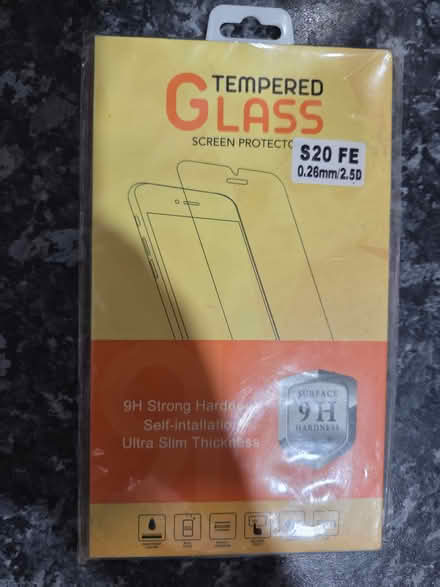 TEMPERED
GLASS
SCREEN PROTECTO
S20 FE
0.26mm/2.5D
9H Strong Hardness
Self-intallation
Ultra Slim Thickness
SURFACE
9H
HARDNESS